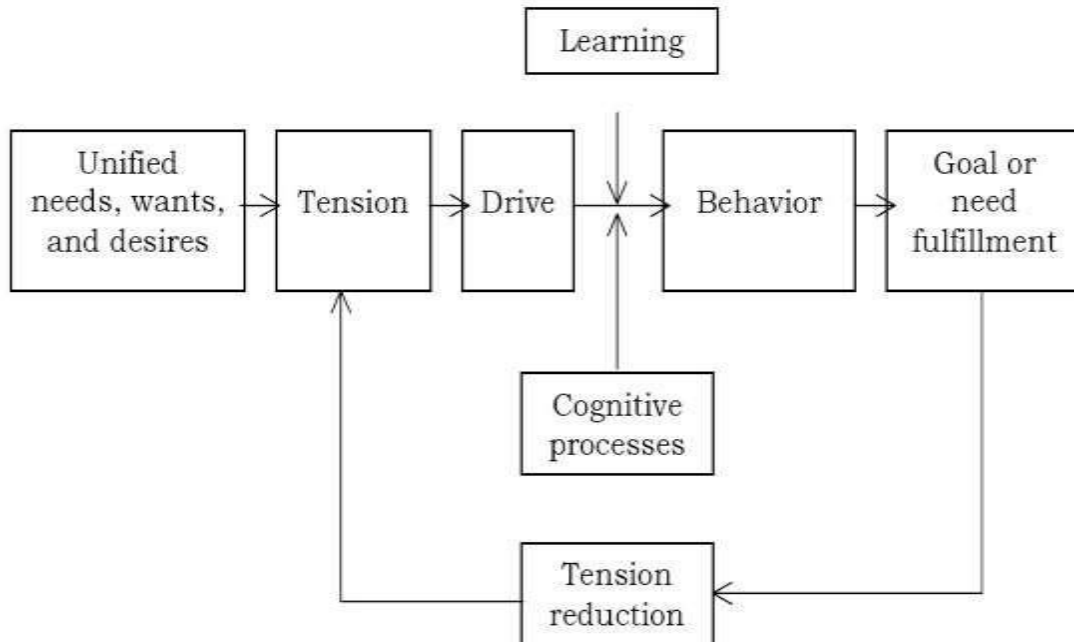 Learning
Unified
needs, wants,
and desires
Tension
Drive
Behavior
Goal or
need
fulfillment
Cognitive
processes
Tension
reduction